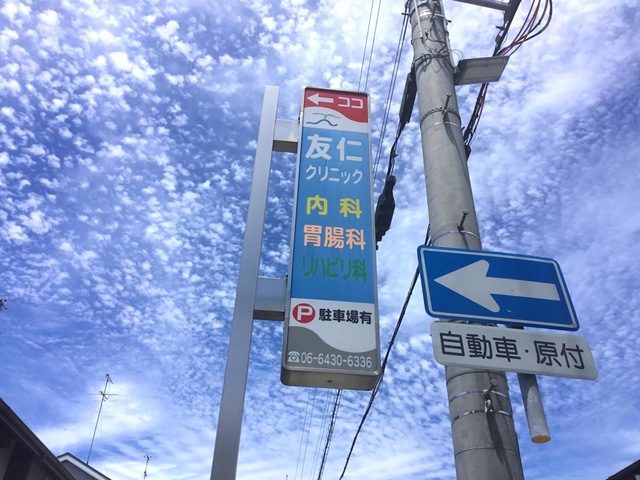 ココ
友仁
クリニック
内科
胃腸科
リハビリ科
P 駐車場有
☎06-6430-6336
自動車・原付